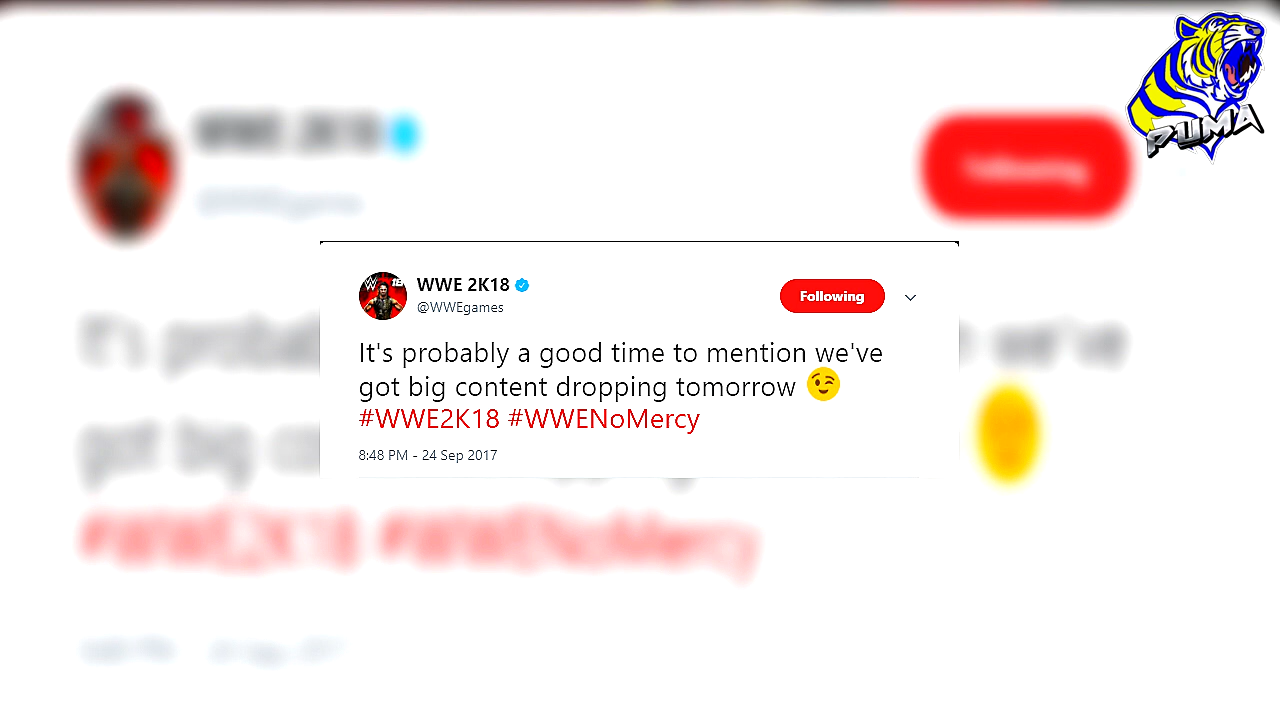 PUMA
WWE 2K18
@WWEgames
Following
It's probably a good time to mention we've
got big content dropping tomorrow 😉
#WWE2K18 #WWENoMercy
8:48 PM - 24 Sep 2017